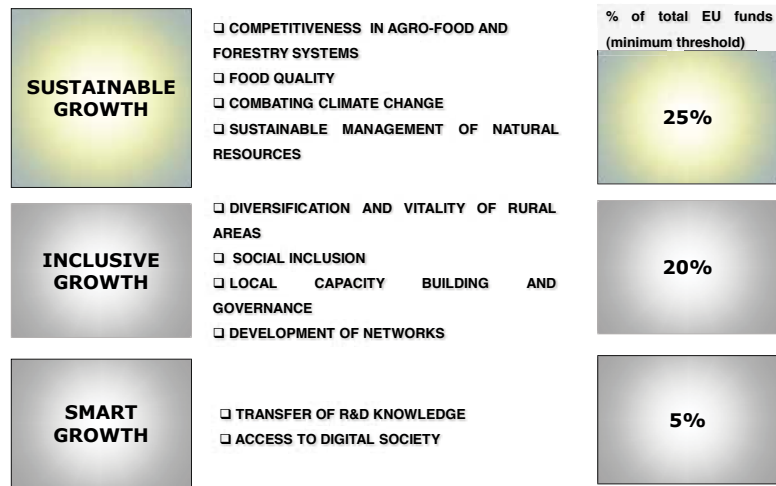 % of total EU funds
(minimum threshold)
SUSTAINABLE
GROWTH
❑ COMPETITIVENESS IN AGRO-FOOD AND
FORESTRY SYSTEMS
❑ FOOD QUALITY
❑ COMBATING CLIMATE CHANGE
❑ SUSTAINABLE MANAGEMENT OF NATURAL
RESOURCES
25%
INCLUSIVE
GROWTH
❑ DIVERSIFICATION AND VITALITY OF RURAL
AREAS
❑ SOCIAL INCLUSION
❑ LOCAL CAPACITY BUILDING AND
GOVERNANCE
❑ DEVELOPMENT OF NETWORKS
20%
SMART
GROWTH
❑ TRANSFER OF R&D KNOWLEDGE
❑ ACCESS TO DIGITAL SOCIETY
5%